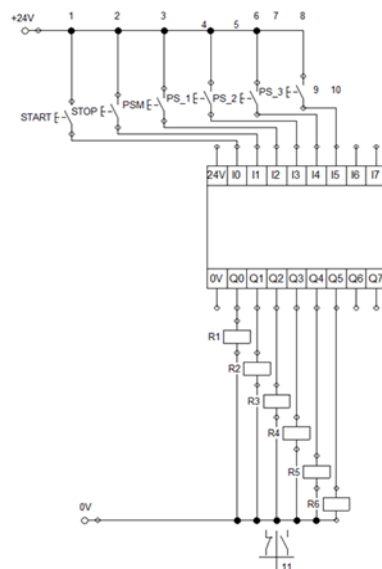 1 2 3 4 5 6 7 8
+24V
START STOP PSM PS_1 PS_2 PS_3 9 10
24V I0 I1 I2 I3 I4 I5 I6 I7
0V Q0 Q1 Q2 Q3 Q4 Q5 Q6 Q7
R1
R2
R3
R4
R5
R6
0V
11